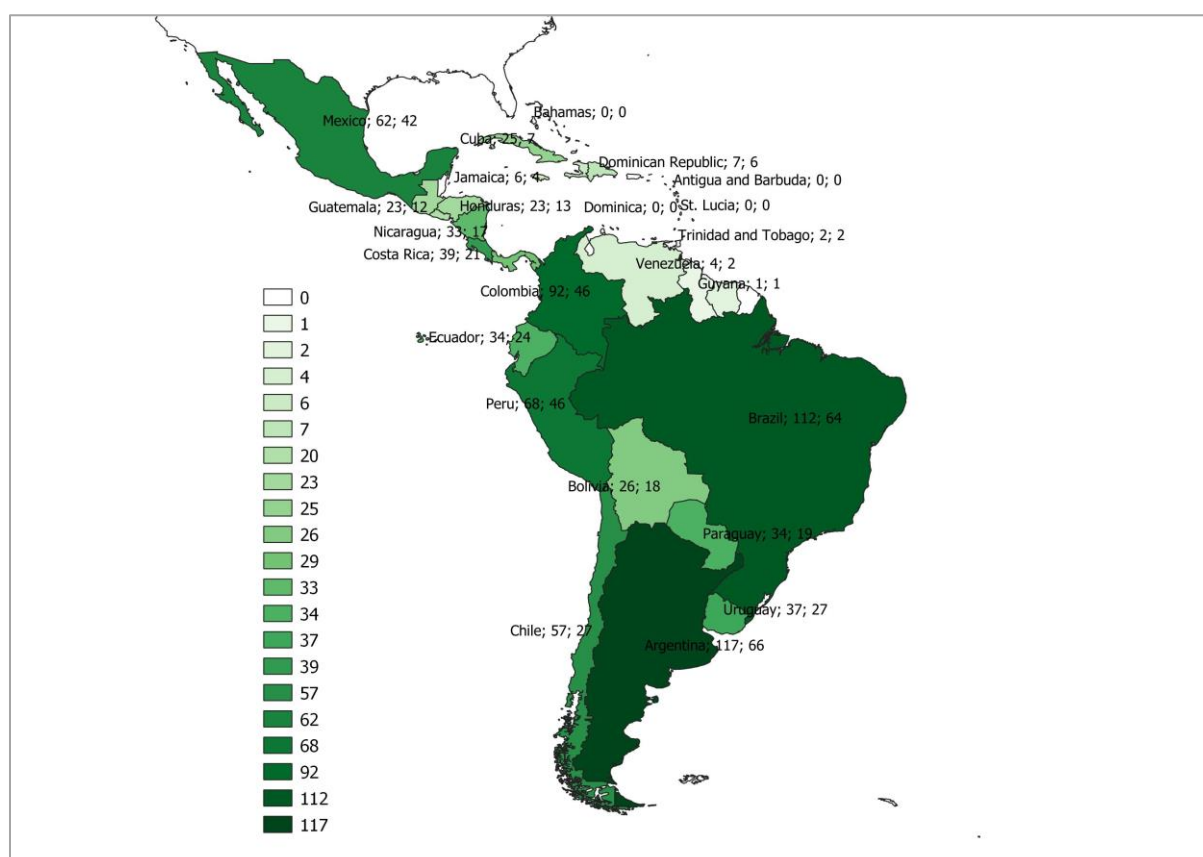 Bahamas; 0; 0
Mexico; 62; 42
Cuba; 25; 7
Dominican Republic; 7; 6
Jamaica; 6; 4
Antigua and Barbuda; 0; 0
Guatemala; 23; 12
Honduras; 23; 13
Dominica; 0; 0
St. Lucia; 0; 0
Nicaragua; 33; 17
Trinidad and Tobago; 2; 2
Costa Rica; 39; 21
Venezuela; 4; 2
Guyana; 1; 1
Colombia; 92; 46
Ecuador; 34; 24
Peru; 68; 46
Brazil; 112; 64
Bolivia; 26; 18
Paraguay; 34; 19
Uruguay; 37; 27
Chile; 57; 27
Argentina; 117; 66
0
1
2
4
6
7
20
23
25
26
29
33
34
37
39
57
62
68
92
112
117